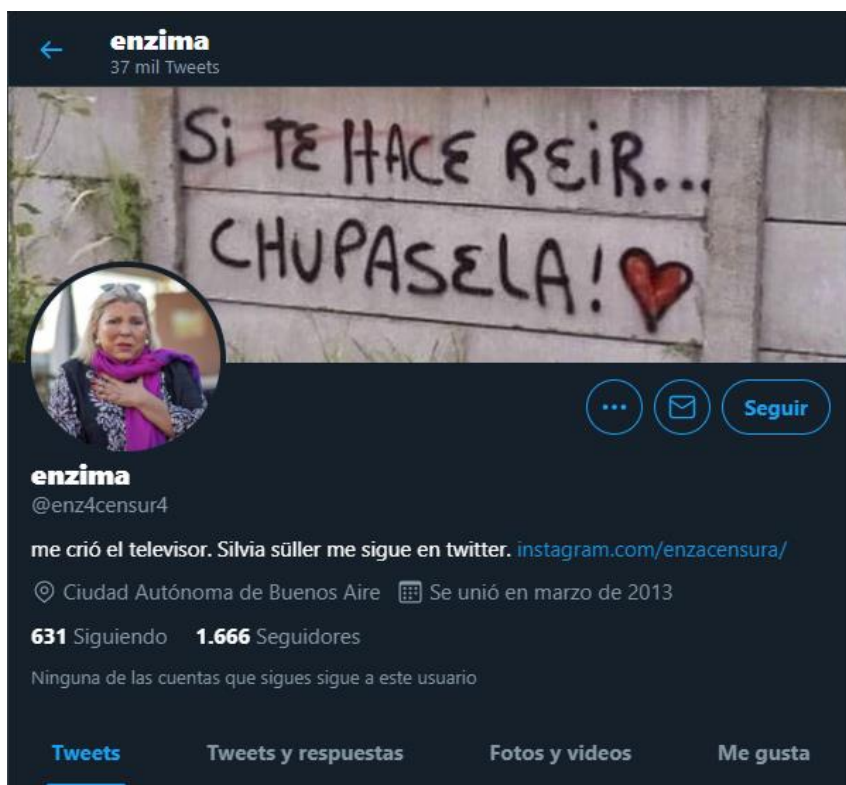 enzima
37 mil Tweets
Si TE HACE REiR...
CHUPASELA!
Seguir
enzima
@enz4censur4
me crió el televisor. Silvia süller me sigue en twitter. instagram.com/enzacensura/
Ciudad Autónoma de Buenos Aire Se unió en marzo de 2013
631 Siguiendo 1.666 Seguidores
Ninguna de las cuentas que sigues sigue a este usuario
Tweets Tweets y respuestas Fotos y videos Me gusta